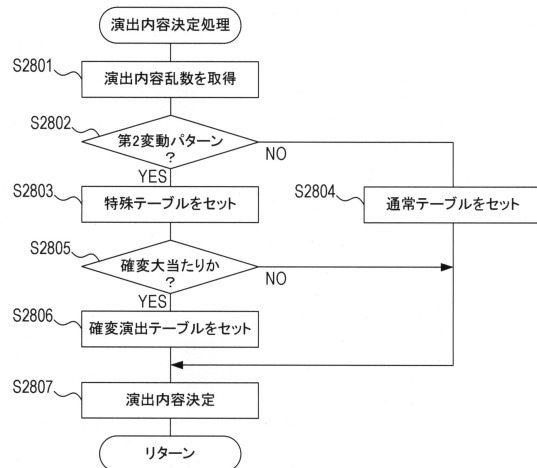 演出内容決定処理
S2801
演出内容乱数を取得
S2802
第2変動パターン
?
NO
YES
S2803
特殊テーブルをセット
S2804
通常テーブルをセット
S2805
確変大当たりか
?
NO
YES
S2806
確変演出テーブルをセット
S2807
演出内容決定
リターン